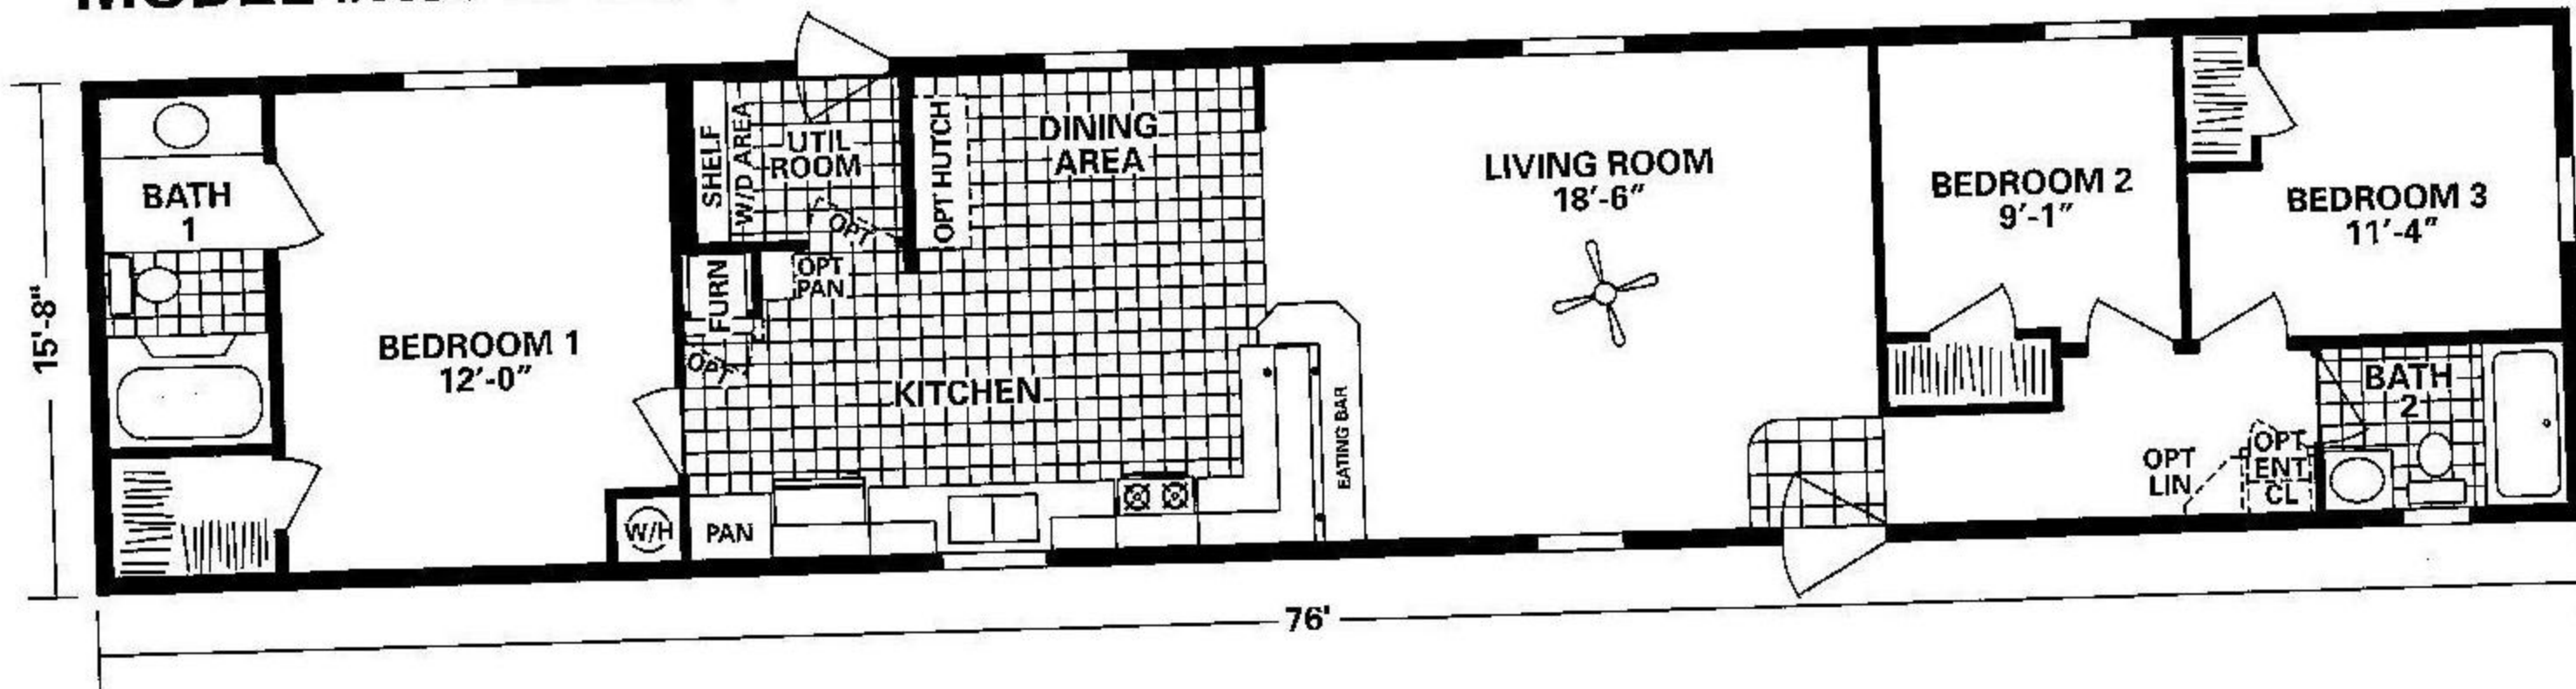 MODEL
15'-8"
BATH
1
BEDROOM 1
12'-0"
SHELF
W/D AREA
UTIL
ROOM
OPT
OPT HUTCH
DINING
AREA
FURN
OPT
PAN
OPT
KITCHEN
W/H
PAN
EATING BAR
LIVING ROOM
18'-6"
BEDROOM 2
9'-1"
BEDROOM 3
11'-4"
BATH
2
OPT
LIN
OPT
ENT
CL
76'